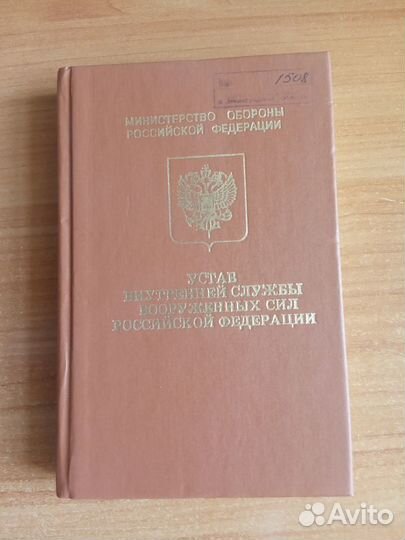 1508
МИНИСТЕРСТВО ОБОРОНЫ
РОССИЙСКОЙ ФЕДЕРАЦИИ
УСТАВ
ВНУТРЕННЕЙ СЛУЖБЫ
ВООРУЖЕННЫХ СИЛ
РОССИЙСКОЙ ФЕДЕРАЦИИ
Avito